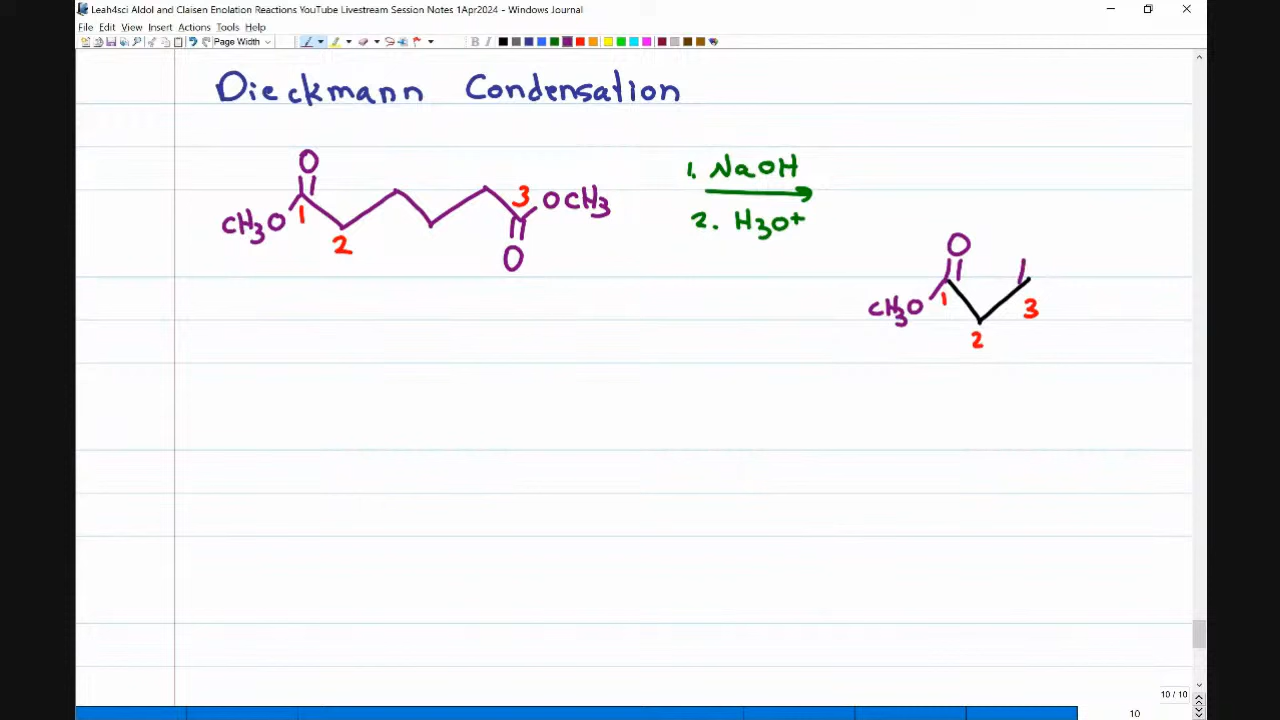 Leah4sci Aldol and Claisen Enolation Reactions YouTube Livestream Session Notes 1Apr2024 - Windows Journal
File Edit View Insert Actions Tools Help
Page Width
B I
Dieckmann Condensation
O
CH3O 1 2 3 OCH3
O
1. NaOH
2. H3O+
O
CH3O 1 2 3
10 / 10
10